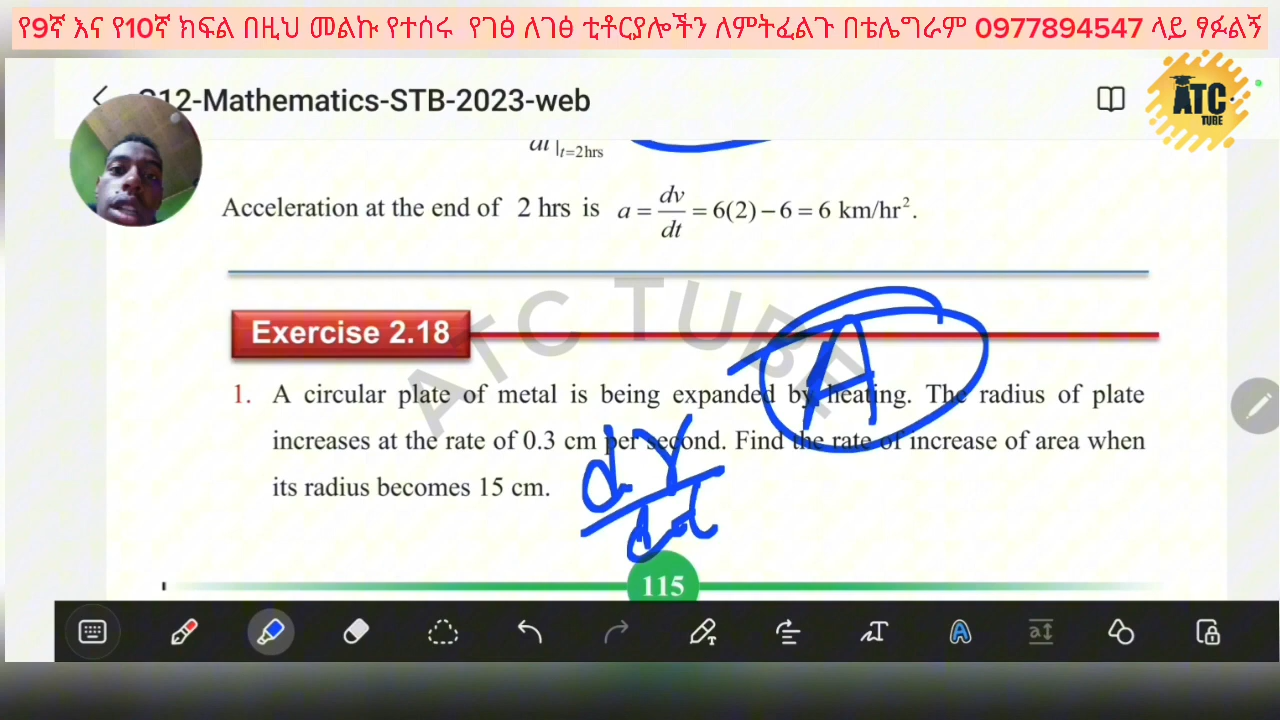 የ9ኛ እና የ10ኛ ክፍል በዚህ መልኩ የተሰሩ የገፅ ለገፅ ቲቶርያሎችን ለምትፈልጉ በቴሌግራም 0977894547 ላይ ፃፉልኝ
12-Mathematics-STB-2023-web
ATC
TUBE
t=2hrs
Acceleration at the end of 2 hrs is a = dv/dt = 6(2) − 6 = 6 km/hr².
ATC TUBE
Exercise 2.18
A
1. A circular plate of metal is being expanded by heating. The radius of plate
increases at the rate of 0.3 cm per second. Find the rate of increase of area when
its radius becomes 15 cm.
115